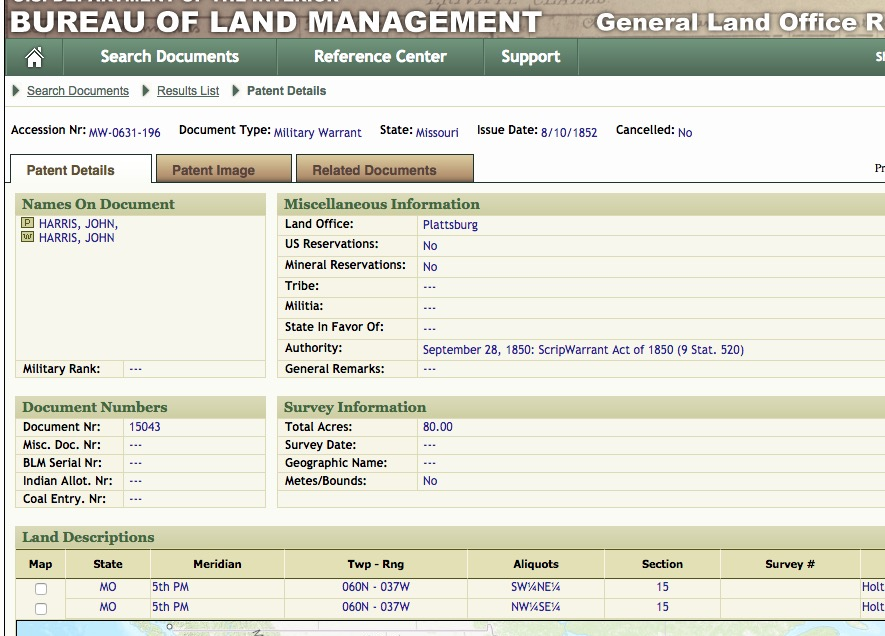 BUREAU OF LAND MANAGEMENT General Land Office R
Search Documents Reference Center Support
Search Documents Results List Patent Details
Accession Nr: MW-0631-196 Document Type: Military Warrant State: Missouri Issue Date: 8/10/1852 Cancelled: No
Patent Details Patent Image Related Documents Pr
Names On Document
P HARRIS, JOHN,
W HARRIS, JOHN
Military Rank: ---
Miscellaneous Information
Land Office: Plattsburg
US Reservations: No
Mineral Reservations: No
Tribe: ---
Militia: ---
State In Favor Of: ---
Authority: September 28, 1850: ScripWarrant Act of 1850 (9 Stat. 520)
General Remarks: ---
Document Numbers
Document Nr: 15043
Misc. Doc. Nr: ---
BLM Serial Nr: ---
Indian Allot. Nr: ---
Coal Entry. Nr: ---
Survey Information
Total Acres: 80.00
Survey Date: ---
Geographic Name: ---
Metes/Bounds: No
Land Descriptions
Map State Meridian Twp - Rng Aliquots Section Survey #
MO 5th PM 060N - 037W SW¼NE¼ 15 Holt
MO 5th PM 060N - 037W NW¼SE¼ 15 Holt